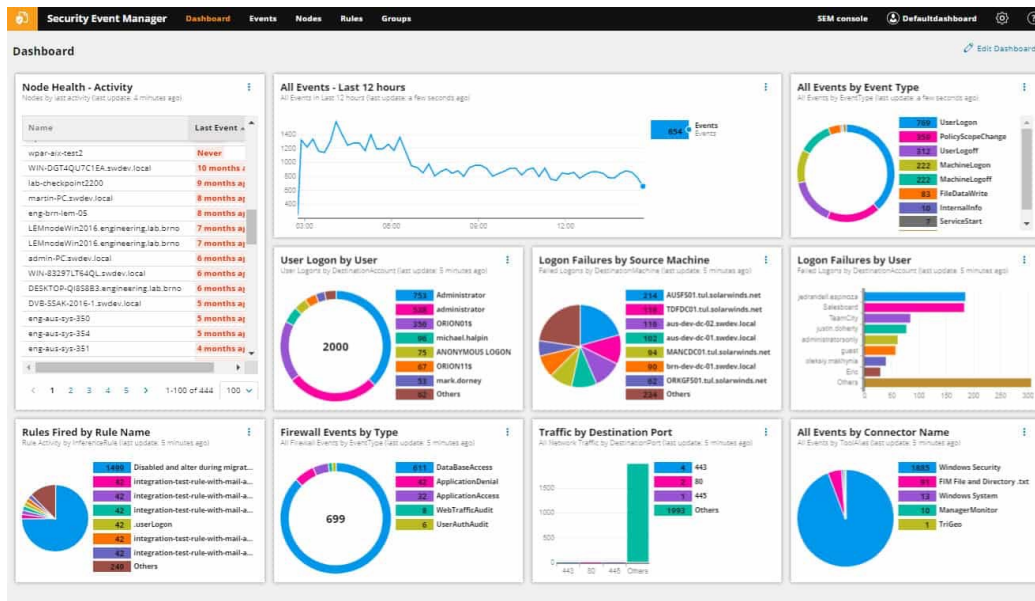 Security Event Manager Dashboard Events Nodes Rules Groups SEM console Defaultdashboard
Dashboard
Edit Dashboard
Node Health - Activity
Nodes by last activity (last update: 4 minutes ago)
Name Last Event
wpar-aix-test2 Never
WIN-DGT4QU7C1EA.swdev.local 10 months a
lab-checkpoint2200 9 months ag
martin-PC.swdev.local 8 months ag
eng-brn-lem-05 8 months ag
LEMnodeWin2016.engineering.lab.brno 7 months ag
LEMnodeWin2016.engineering.lab.brno 7 months ag
admin-PC.swdev.local 6 months ag
WIN-83297LT64QL.swdev.local 6 months ag
DESKTOP-QI8S8B3.engineering.lab.brno 6 months ag
DVB-SSAK-2016-1.swdev.local 5 months ag
eng-aus-sys-350 5 months ag
eng-aus-sys-354 5 months ag
eng-aus-sys-351 4 months ag
1 2 3 4 5 1-100 of 444 100
All Events - Last 12 hours
All Events in Last 12 hours (last update: a few seconds ago)
1400
1200
1000
800
600
400
03:00 06:00 09:00 12:00
654 Events
Events
All Events by Event Type
All Events by EventType (last update: a few seconds ago)
769 UserLogon
359 PolicyScopeChange
312 UserLogoff
222 MachineLogon
222 MachineLogoff
83 FileDataWrite
10 InternalInfo
7 ServiceStart
User Logon by User
User Logons by DestinationAccount (last update: 5 minutes ago)
2000
753 Administrator
administrator
350 ORION01$
96 michael.halpin
75 ANONYMOUS LOGON
67 ORION11$
53 mark.dorney
62 Others
Logon Failures by Source Machine
Failed Logons by DestinationMachine (last update: 5 minutes ago)
214 AUSFS01.tul.solarwinds.net
TDFDC01.tul.solarwinds.net
118 aus-dev-dc-02.swdev.local
102 aus-dev-dc-01.swdev.local
94 MANCDC01.tul.solarwinds.net
90 brn-dev-dc-01.swdev.local
62 ORKGFS01.tul.solarwinds.net
234 Others
Logon Failures by User
Failed Logons by DestinationAccount (last update: 5 minutes ago)
jedrandell.espinoza
Salesboard
TeamCity
justin.doherty
administratorsonly
guest
Eric
Others
0 50 100 150 200 250 300
Rules Fired by Rule Name
Rule Activity by InferenceRule (last update: 5 minutes ago)
1499 Disabled and alter during migrat...
42 integration-test-rule-with-mail-a...
42 integration-test-rule-with-mail-a...
42 integration-test-rule-with-mail-a...
42 .userLogon
42 integration-test-rule-with-mail-a...
42 integration-test-rule-with-mail-a...
249 Others
Firewall Events by Type
All Firewall Events by EventType (last update: 5 minutes ago)
699
611 DataBaseAccess
42 ApplicationDenial
32 ApplicationAccess
8 WebTrafficAudit
6 UserAuthAudit
Traffic by Destination Port
All Network Traffic by DestinationPort (last update: 5 minutes ago)
1500
1000
500
0
443 80 445 Others
4 443
2 80
1 445
1993 Others
All Events by Connector Name
All Events by ToolAlias (last update: 5 minutes ago)
1885 Windows Security
91 FIM File and Directory .txt
13 Windows System
10 ManagerMonitor
1 TriGeo